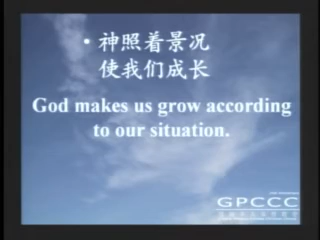 • 神照着景况
使我们成长
God makes us grow according
to our situation.
GPCCC